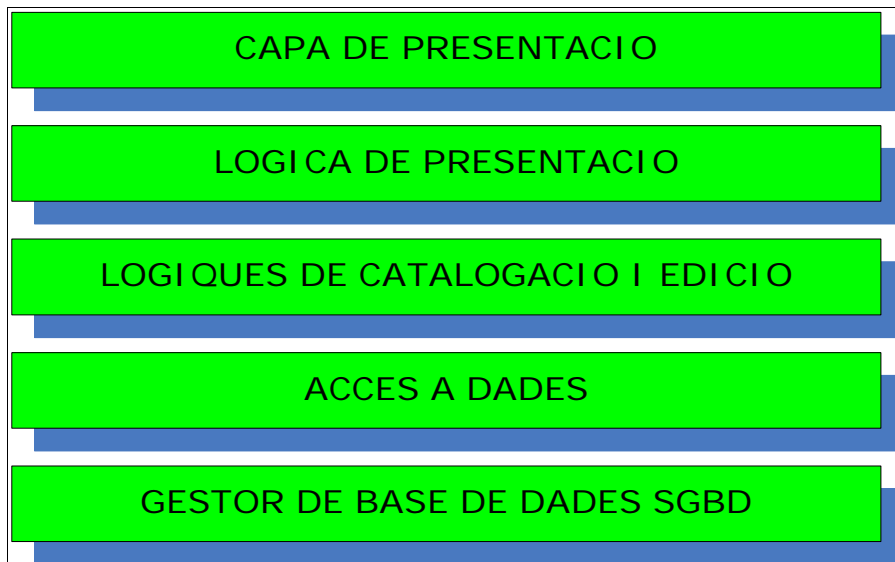 CAPA DE PRESENTACIO
LOGICA DE PRESENTACIO
LOGIQUES DE CATALOGACIO I EDICIO
ACCES A DADES
GESTOR DE BASE DE DADES SGBD